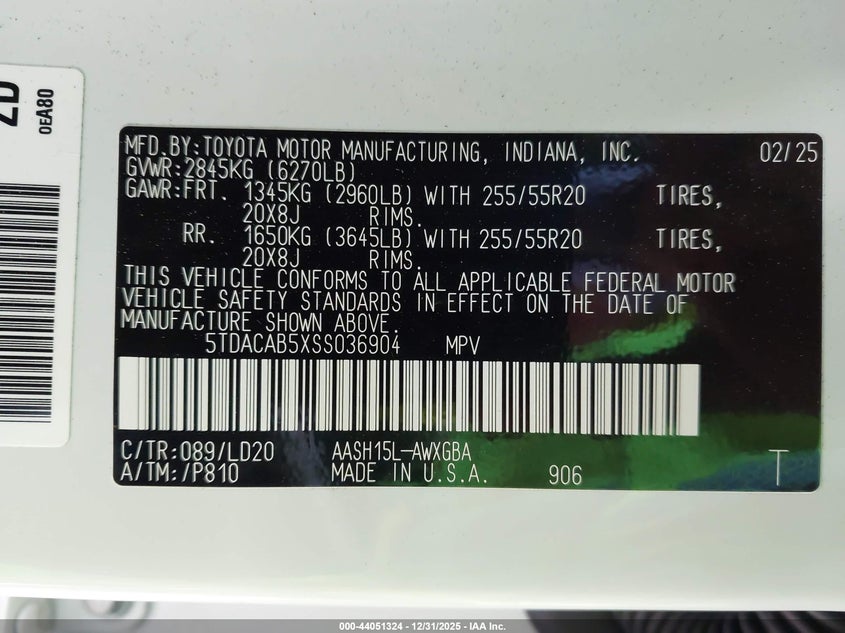 ZD
0EA80
MFD.BY:TOYOTA MOTOR MANUFACTURING, INDIANA, INC. 02/25
GVWR:2845KG (6270LB)
GAWR:FRT. 1345KG (2960LB) WITH 255/55R20 TIRES,
20X8J RIMS.
RR. 1650KG (3645LB) WITH 255/55R20 TIRES,
20X8J RIMS.
THIS VEHICLE CONFORMS TO ALL APPLICABLE FEDERAL MOTOR
VEHICLE SAFETY STANDARDS IN EFFECT ON THE DATE OF
MANUFACTURE SHOWN ABOVE.
5TDACAB5XSS036904 MPV
C/TR:089/LD20 AASH15L-AWXGBA
A/TM:/P810 MADE IN U.S.A. 906 T
000-44051324 - 12/31/2025 - IAA Inc.